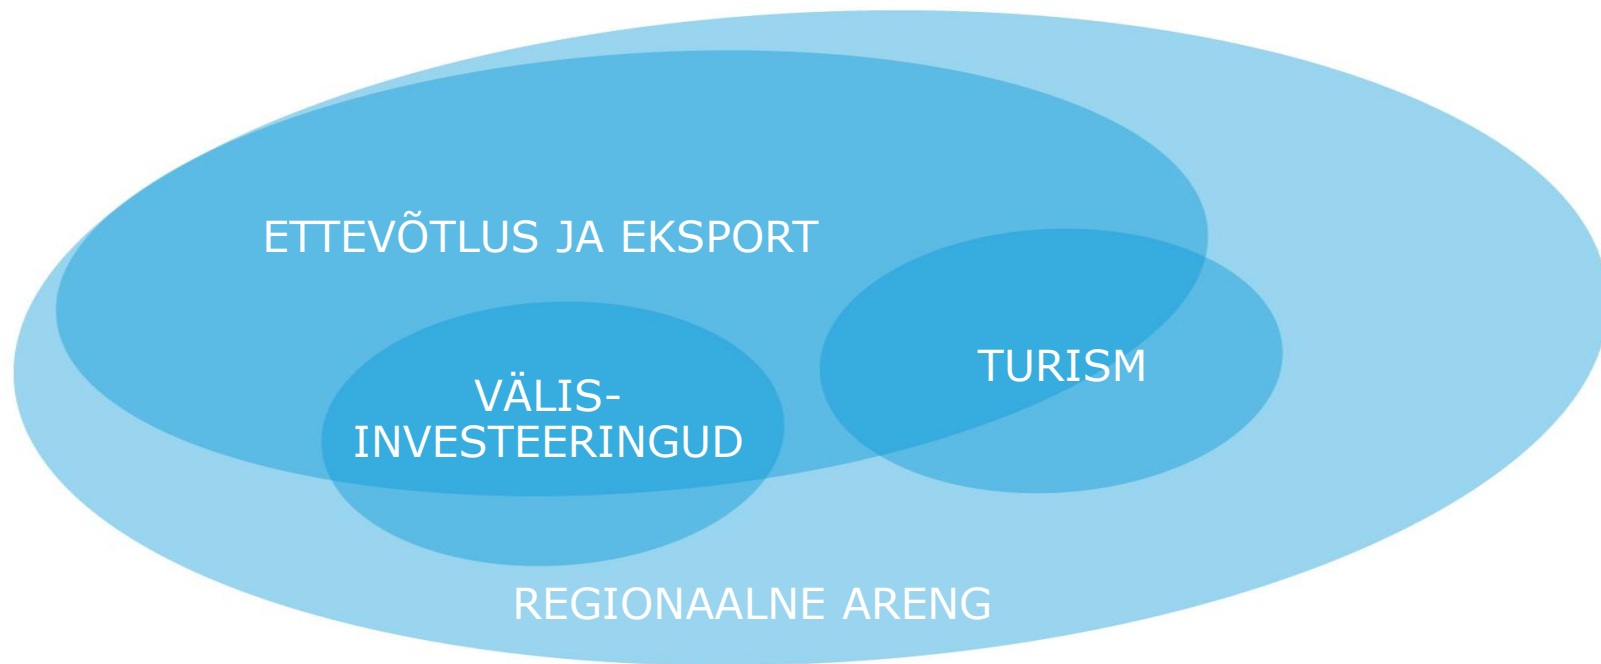 ETTEVÕTLUS JA EKSPORT
TURISM
VÄLIS-
INVESTEERINGUD
REGIONAALNE ARENG